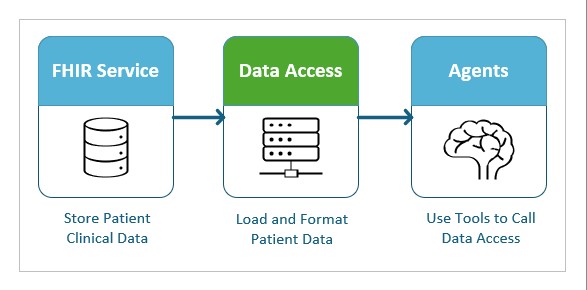 FHIR Service
Data Access
Agents
Store Patient
Clinical Data
Load and Format
Patient Data
Use Tools to Call
Data Access